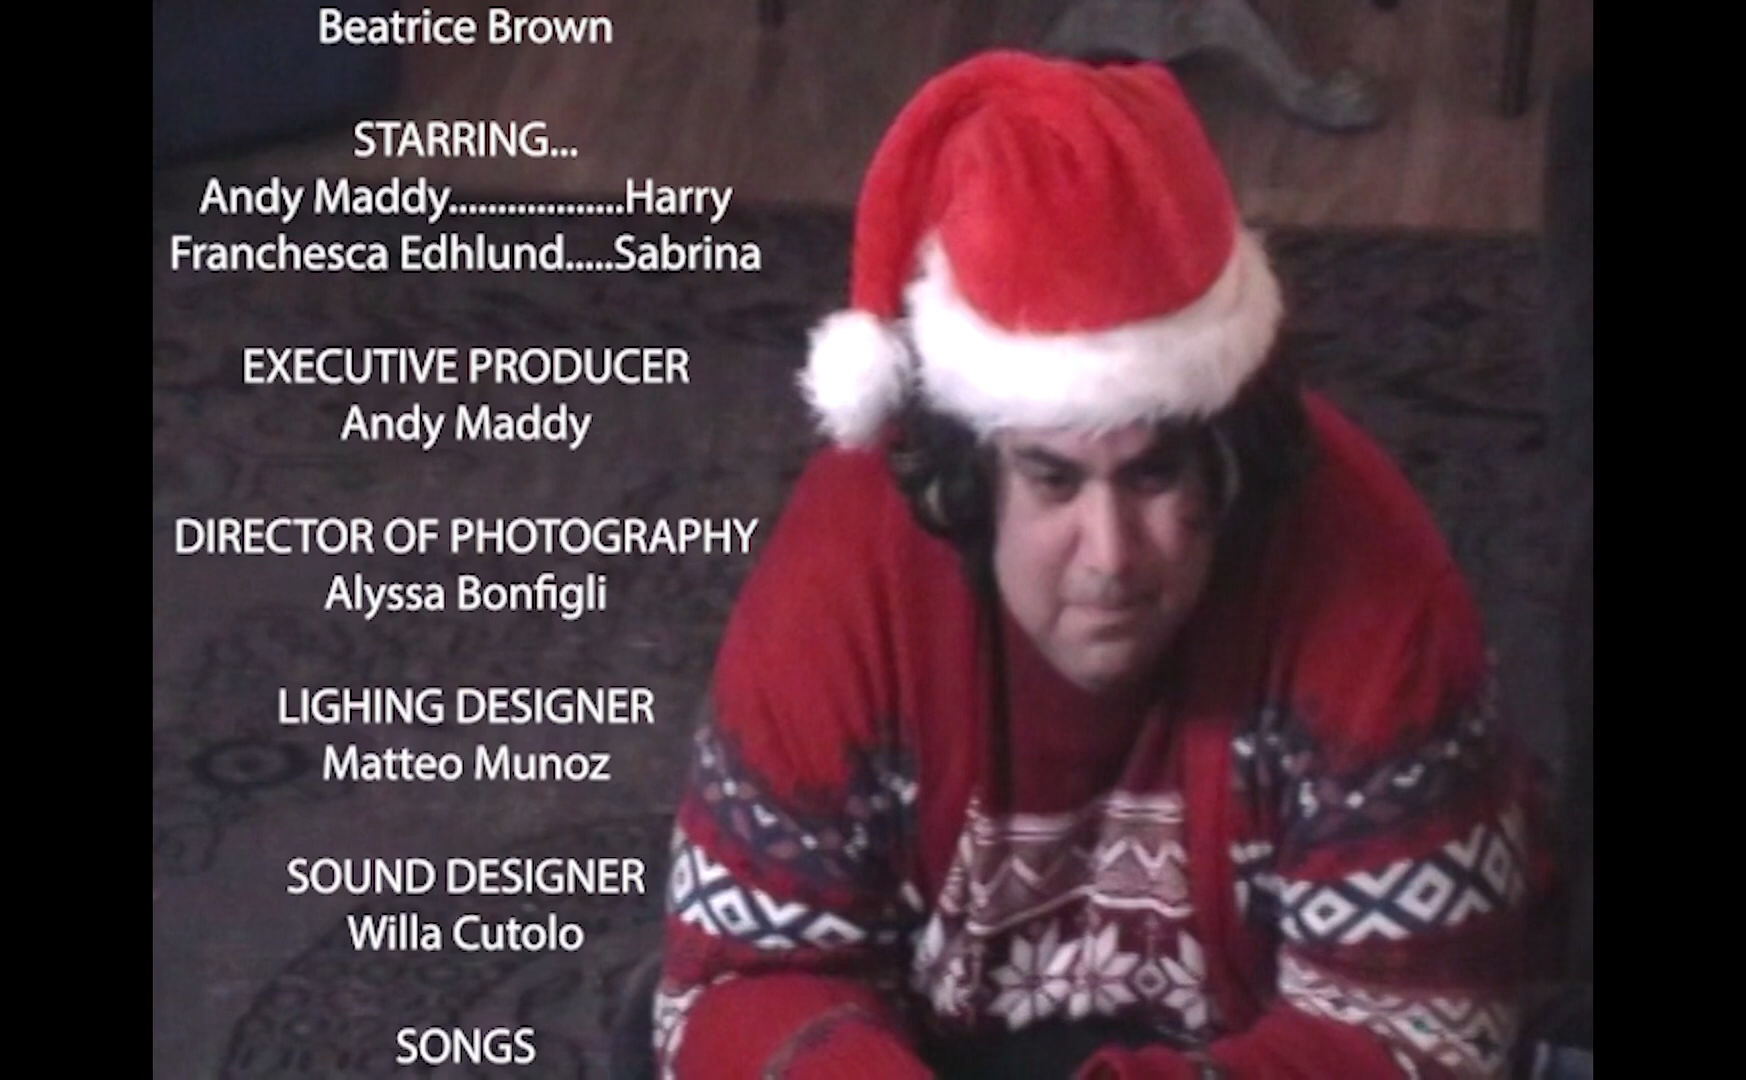 Beatrice Brown
STARRING...
Andy Maddy..................Harry
Franchesca Edhlund.....Sabrina
EXECUTIVE PRODUCER
Andy Maddy
DIRECTOR OF PHOTOGRAPHY
Alyssa Bonfigli
LIGHING DESIGNER
Matteo Munoz
SOUND DESIGNER
Willa Cutolo
SONGS